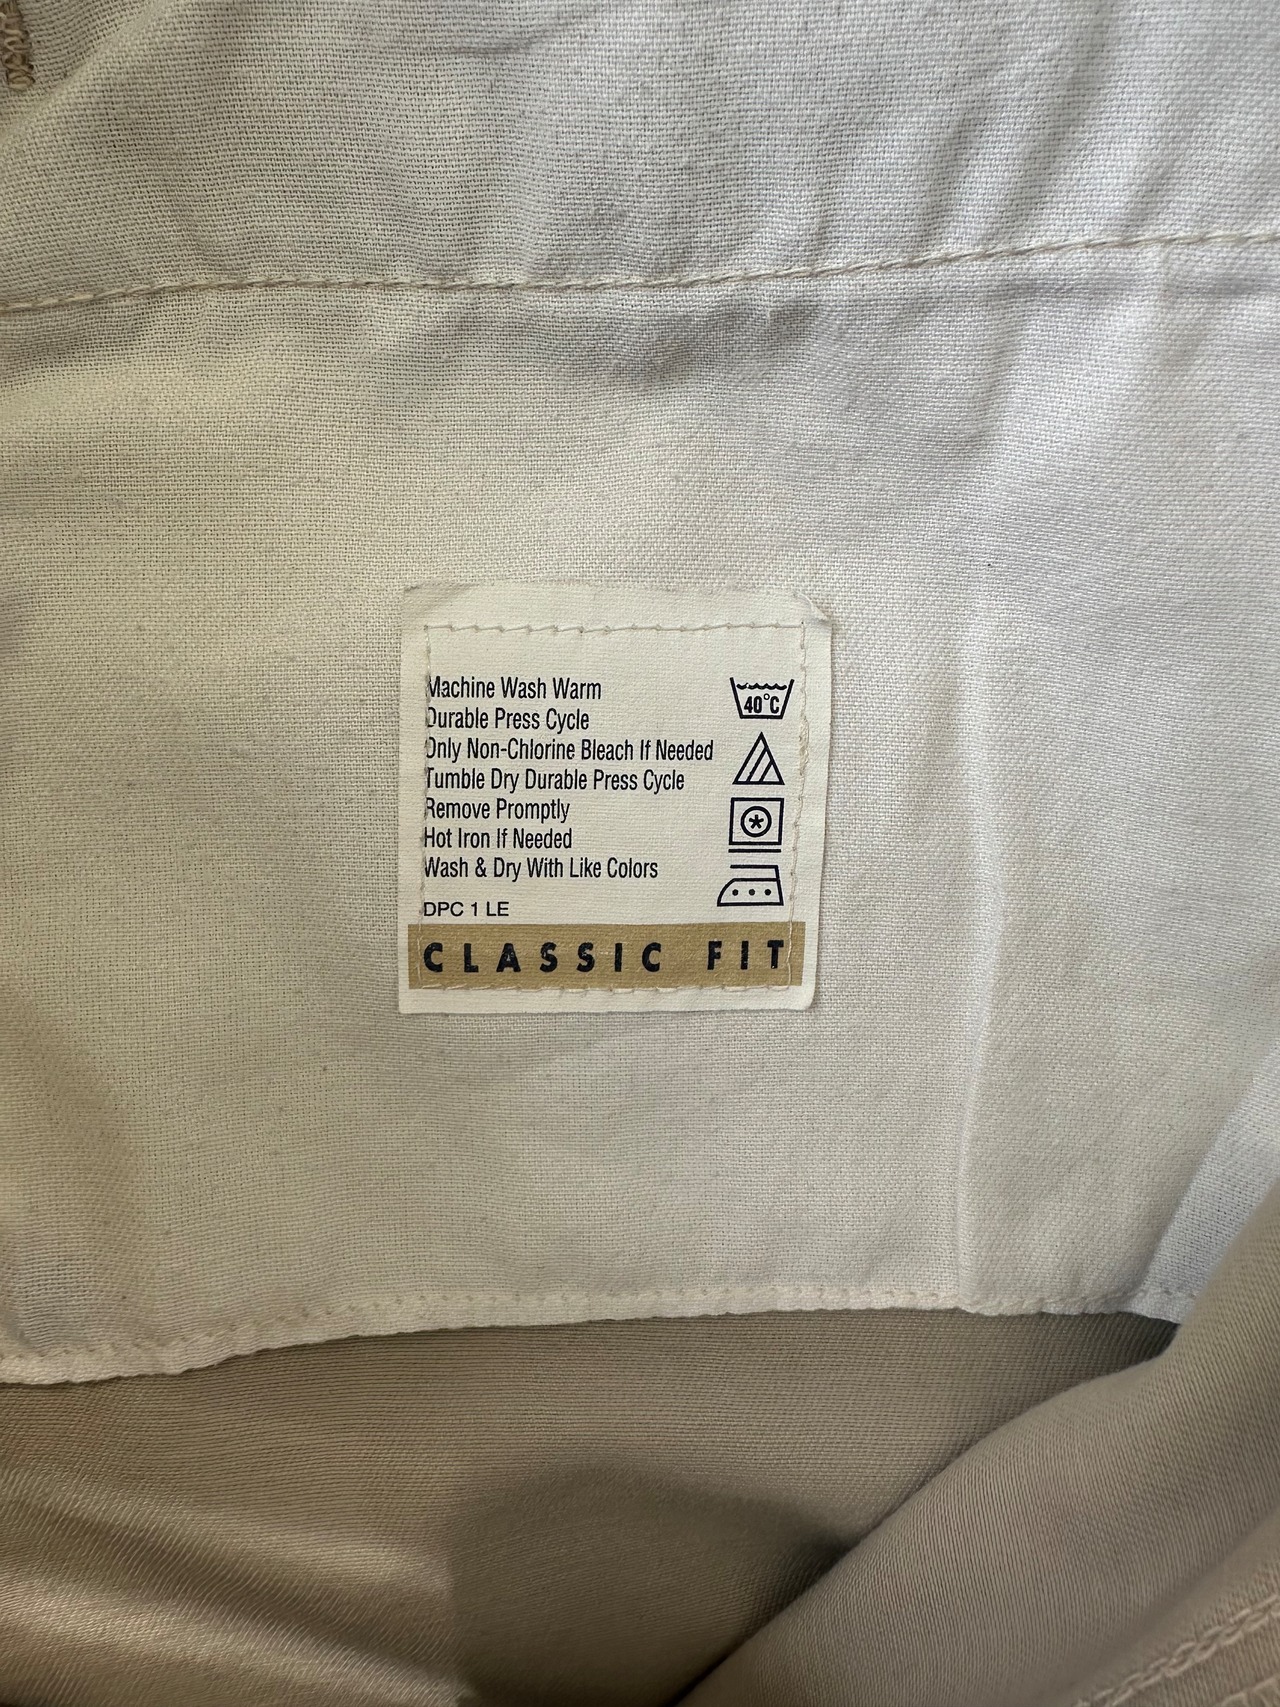 Machine Wash Warm
40°C
Durable Press Cycle
Only Non-Chlorine Bleach If Needed
Tumble Dry Durable Press Cycle
Remove Promptly
Hot Iron If Needed
Wash & Dry With Like Colors
DPC 1 LE
CLASSIC FIT